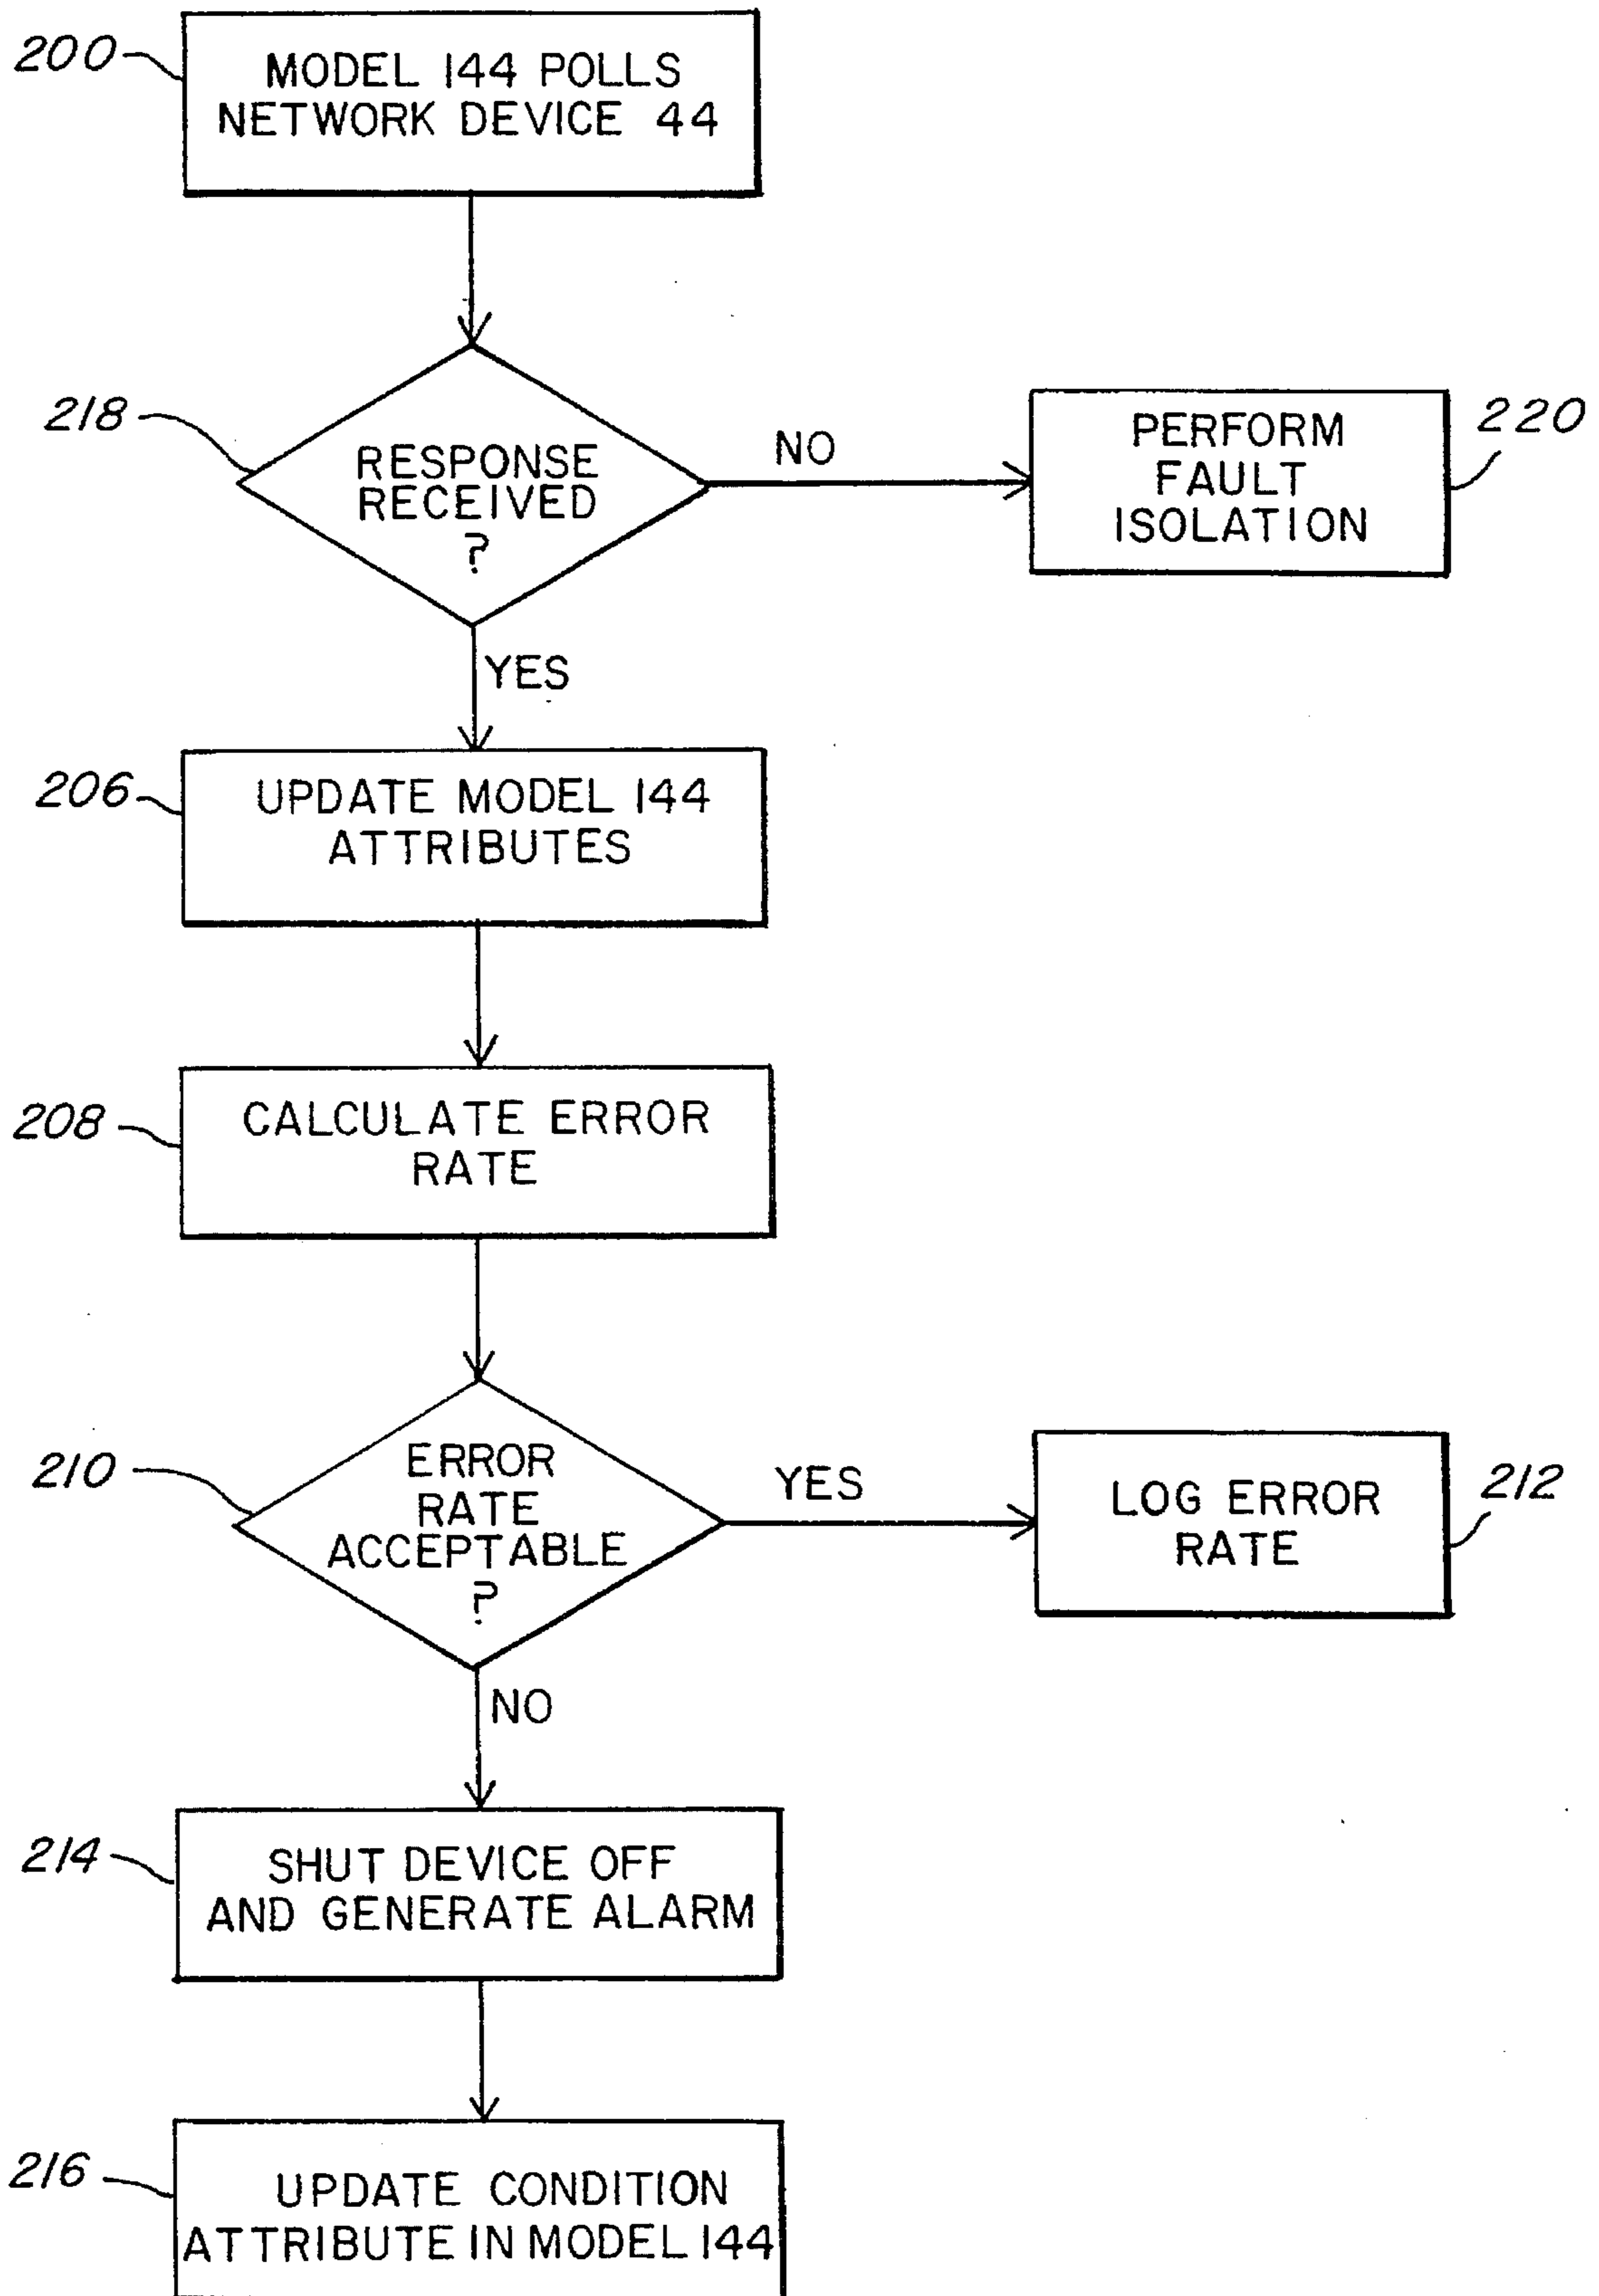 200
MODEL 144 POLLS
NETWORK DEVICE 44
218
RESPONSE
RECEIVED
?
NO
PERFORM
FAULT
ISOLATION
220
YES
206
UPDATE MODEL 144
ATTRIBUTES
208
CALCULATE ERROR
RATE
210
ERROR
RATE
ACCEPTABLE
?
YES
LOG ERROR
RATE
212
NO
214
SHUT DEVICE OFF
AND GENERATE ALARM
216
UPDATE CONDITION
ATTRIBUTE IN MODEL 144